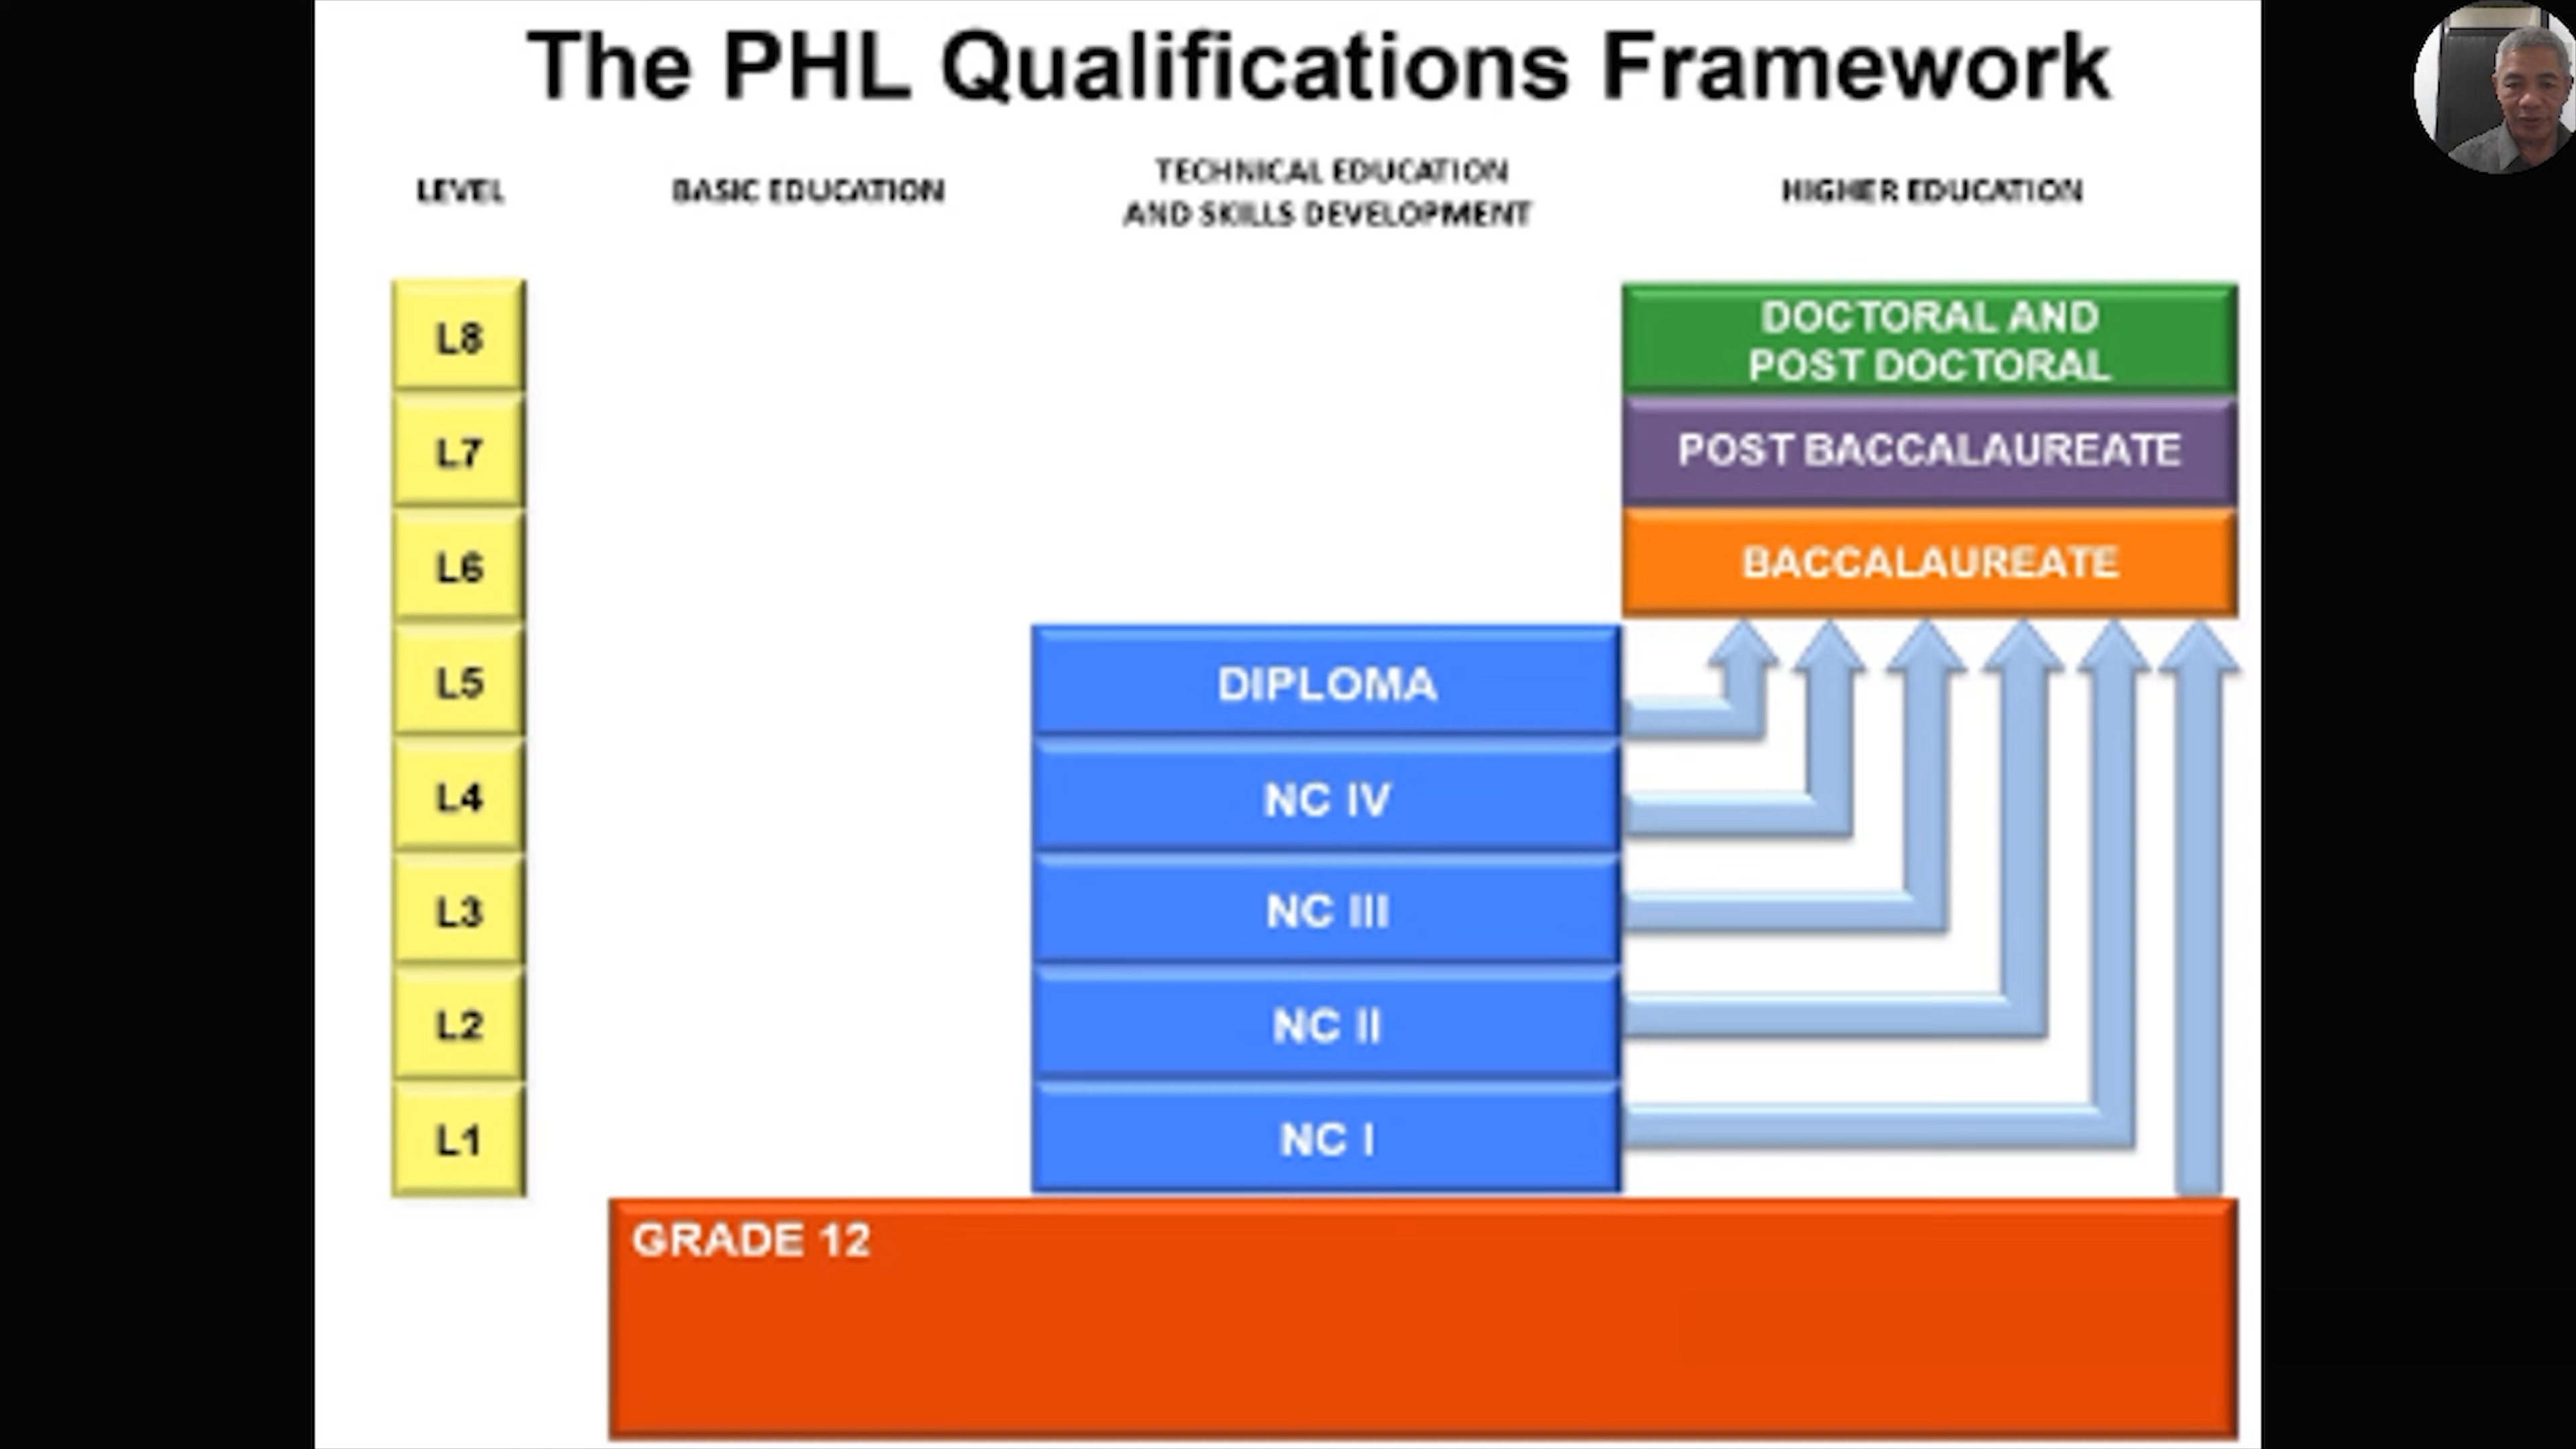 The PHL Qualifications Framework
LEVEL
BASIC EDUCATION
TECHNICAL EDUCATION
AND SKILLS DEVELOPMENT
HIGHER EDUCATION
L8
DOCTORAL AND
POST DOCTORAL
L7
POST BACCALAUREATE
L6
BACCALAUREATE
L5
DIPLOMA
L4
NC IV
L3
NC III
L2
NC II
L1
NC I
GRADE 12